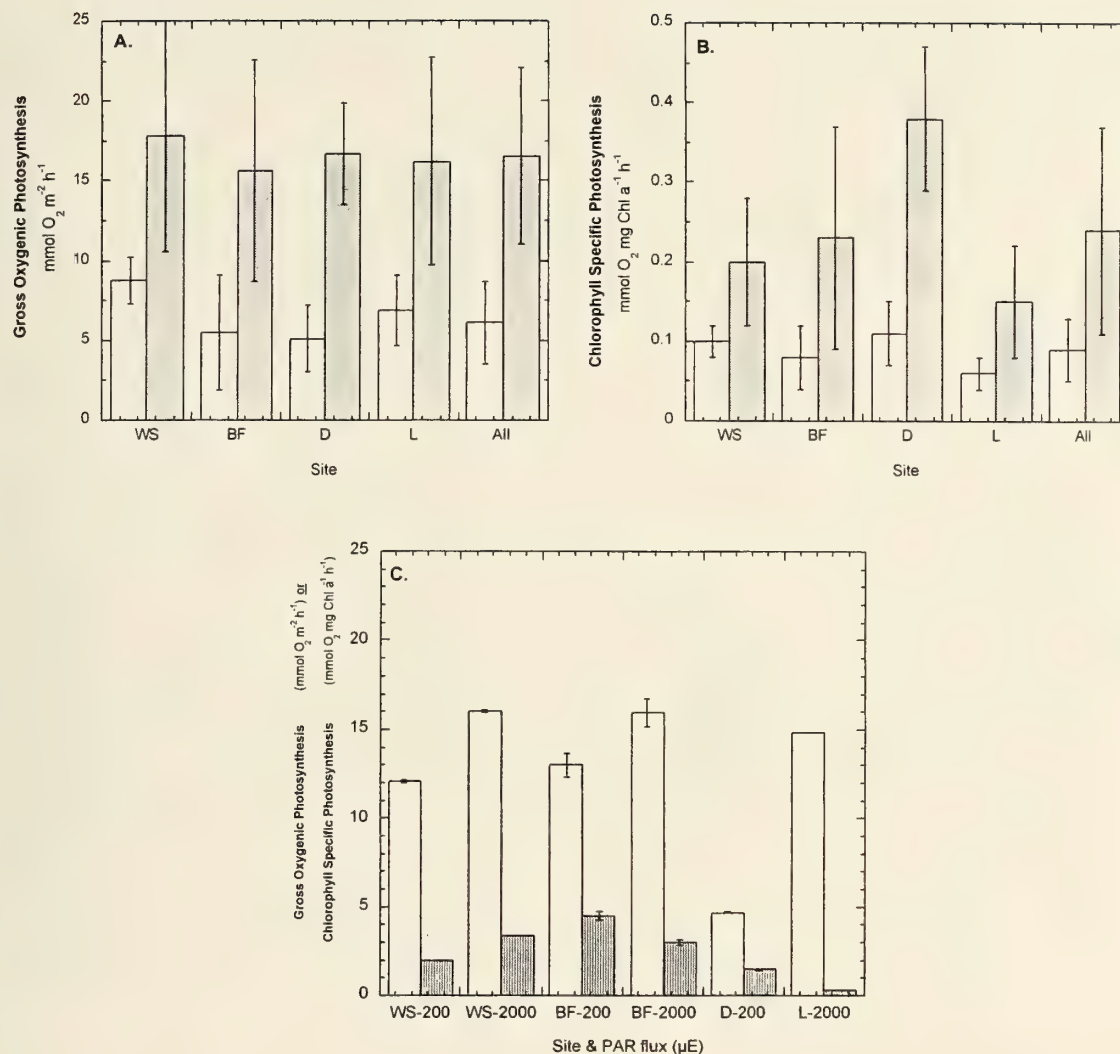 A.
Gross Oxygenic Photosynthesis
mmol O₂ m⁻² h⁻¹
25
20
15
10
5
0
WS BF D L All
Site
B.
Chlorophyll Specific Photosynthesis
mmol O₂ mg Chl a⁻¹ h⁻¹
0.5
0.4
0.3
0.2
0.1
0
WS BF D L All
Site
C.
Gross Oxygenic Photosynthesis (mmol O₂ m⁻² h⁻¹) or
Chlorophyll Specific Photosynthesis (mmol O₂ mg Chl a⁻¹ h⁻¹)
25
20
15
10
5
0
WS-200 WS-2000 BF-200 BF-2000 D-200 L-2000
Site & PAR flux (µE)